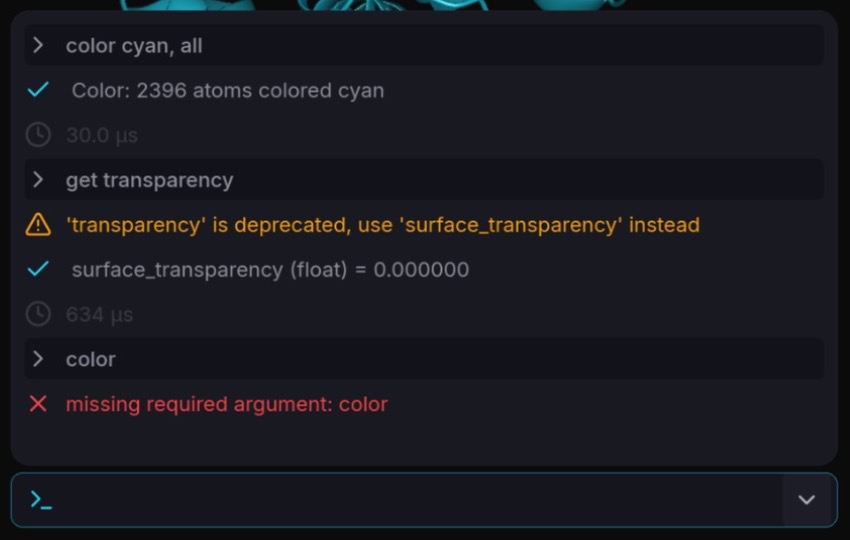 color cyan, all
Color: 2396 atoms colored cyan
30.0 µs
get transparency
'transparency' is deprecated, use 'surface_transparency' instead
surface_transparency (float) = 0.000000
634 µs
color
missing required argument: color